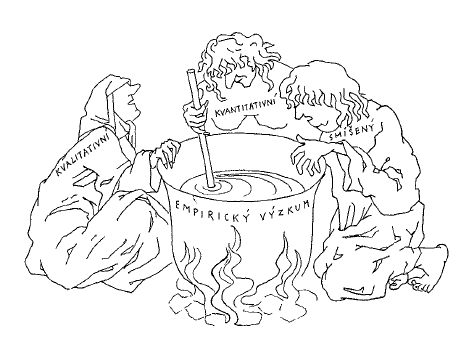 KVANTITATIVNÍ
SMÍŠENÝ
KVALITATIVNÍ
EMPIRICKÝ VÝZKUM